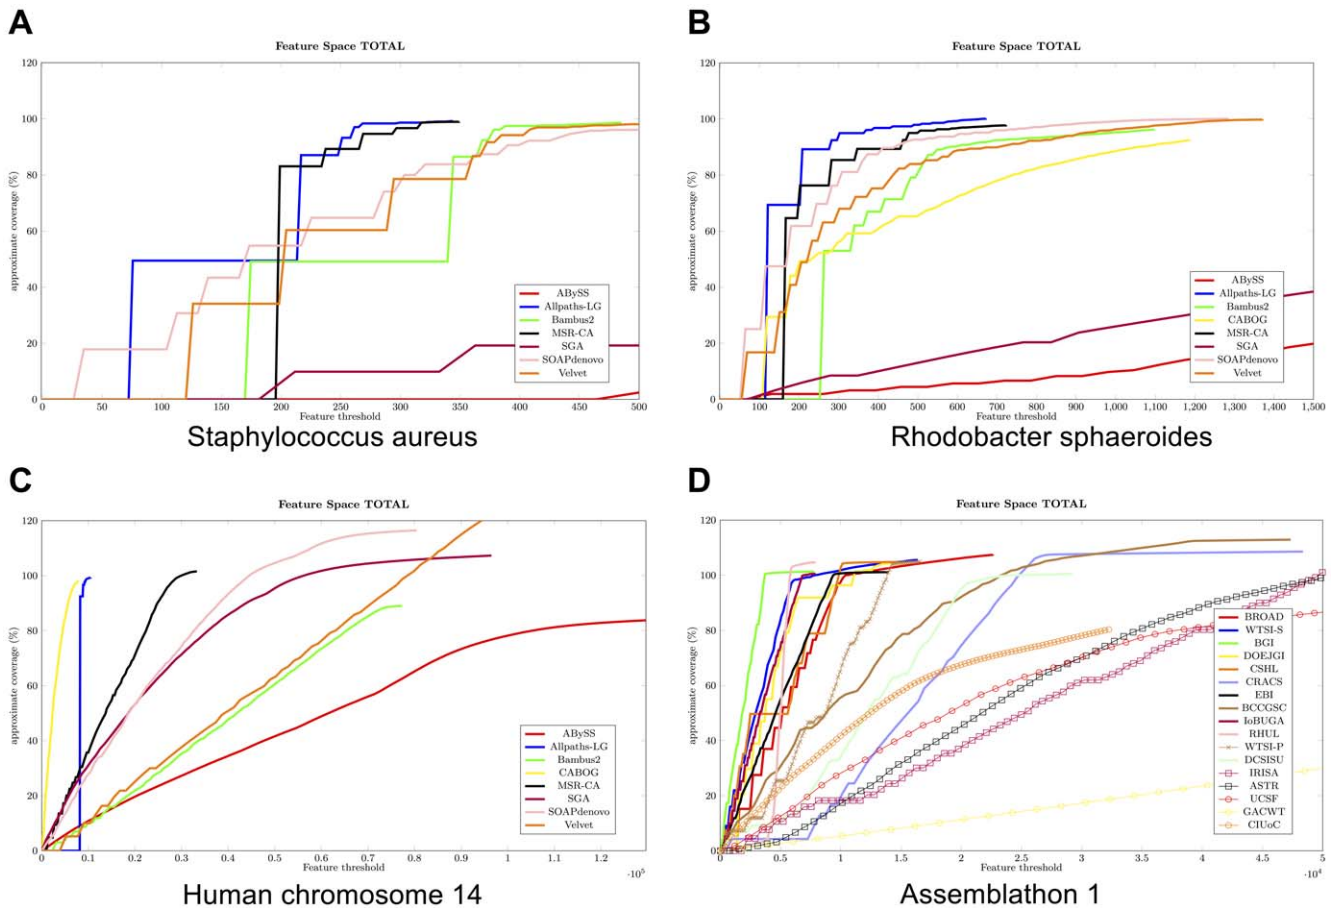 A
Feature Space TOTAL
120
100
80
60
40
20
0
approximate coverage (%)
ABySS
Allpaths-LG
Bambus2
MSR-CA
SGA
SOAPdenovo
Velvet
0 50 100 150 200 250 300 350 400 450 500
Feature threshold
Staphylococcus aureus
B
Feature Space TOTAL
120
100
80
60
40
20
0
approximate coverage (%)
ABySS
Allpaths-LG
Bambus2
CABOG
MSR-CA
SGA
SOAPdenovo
Velvet
0 100 200 300 400 500 600 700 800 900 1,000 1,100 1,200 1,300 1,400 1,500
Feature threshold
Rhodobacter sphaeroides
C
Feature Space TOTAL
120
100
80
60
40
20
0
approximate coverage (%)
ABySS
Allpaths-LG
Bambus2
CABOG
MSR-CA
SGA
SOAPdenovo
Velvet
0 0.1 0.2 0.3 0.4 0.5 0.6 0.7 0.8 0.9 1 1.1 1.2
Feature threshold
·10⁵
Human chromosome 14
D
Feature Space TOTAL
120
100
80
60
40
20
0
approximate coverage (%)
BROAD
WTSI-S
BGI
DOEJGI
CSHL
CRACS
EBI
BCCGSC
IoBUGA
RHUL
WTSI-P
DCSISU
IRISA
ASTR
UCSF
GACWT
CIUoC
0 0.5 1 1.5 2 2.5 3 3.5 4 4.5 5
Feature threshold
·10⁴
Assemblathon 1